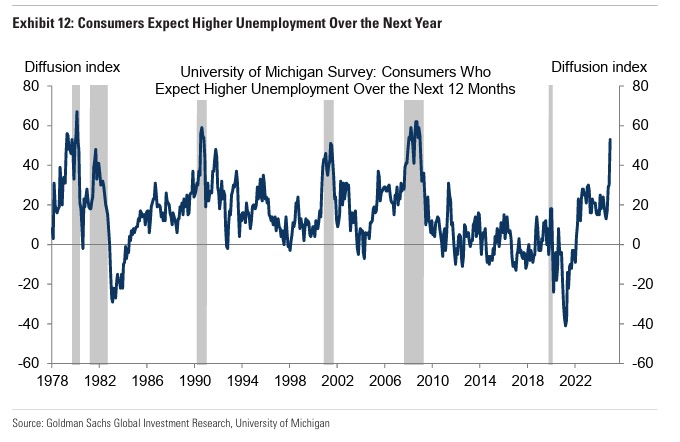 Exhibit 12: Consumers Expect Higher Unemployment Over the Next Year
Diffusion index
Diffusion index
University of Michigan Survey: Consumers Who
Expect Higher Unemployment Over the Next 12 Months
80
60
40
20
0
-20
-40
-60
80
60
40
20
0
-20
-40
-60
1978 1982 1986 1990 1994 1998 2002 2006 2010 2014 2018 2022
Source: Goldman Sachs Global Investment Research, University of Michigan